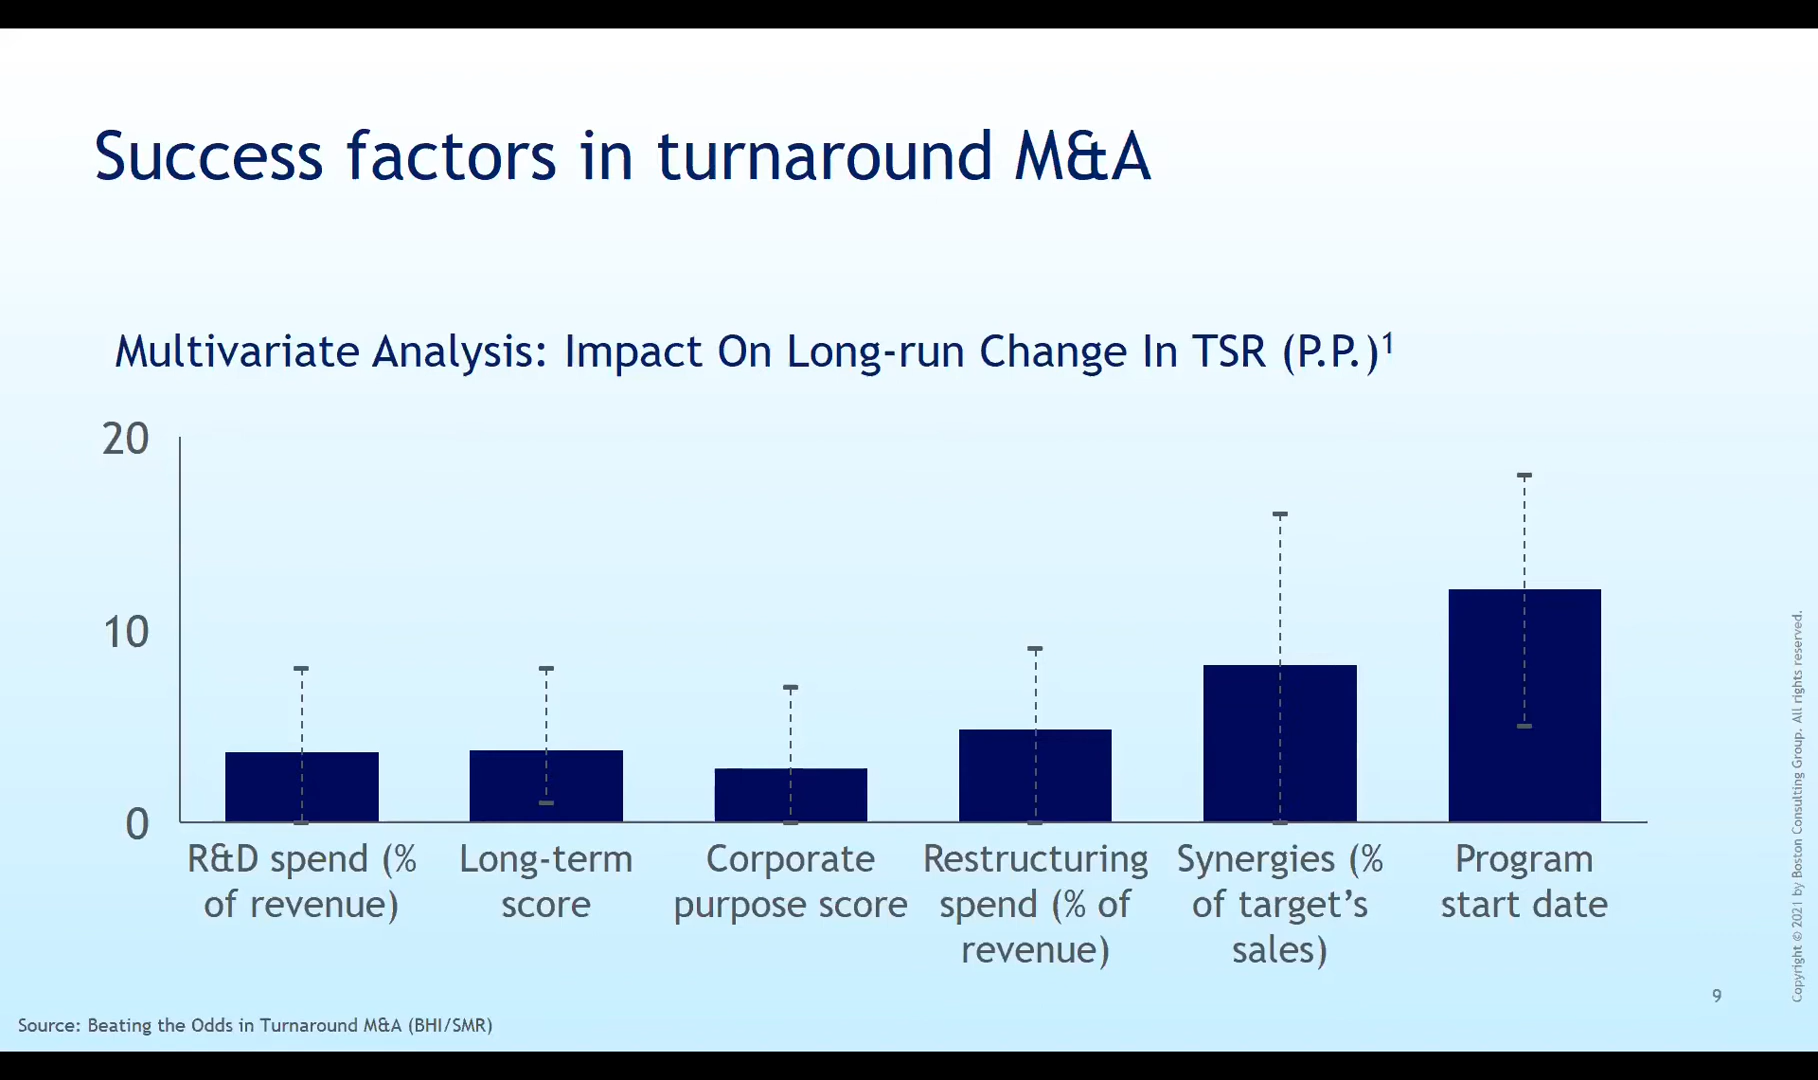 Success factors in turnaround M&A
Multivariate Analysis: Impact On Long-run Change In TSR (P.P.)¹
20
10
0
R&D spend (%
of revenue)
Long-term
score
Corporate
purpose score
Restructuring
spend (% of
revenue)
Synergies (%
of target’s
sales)
Program
start date
Copyright © 2021 by Boston Consulting Group. All rights reserved.
9
Source: Beating the Odds in Turnaround M&A (BHI/SMR)